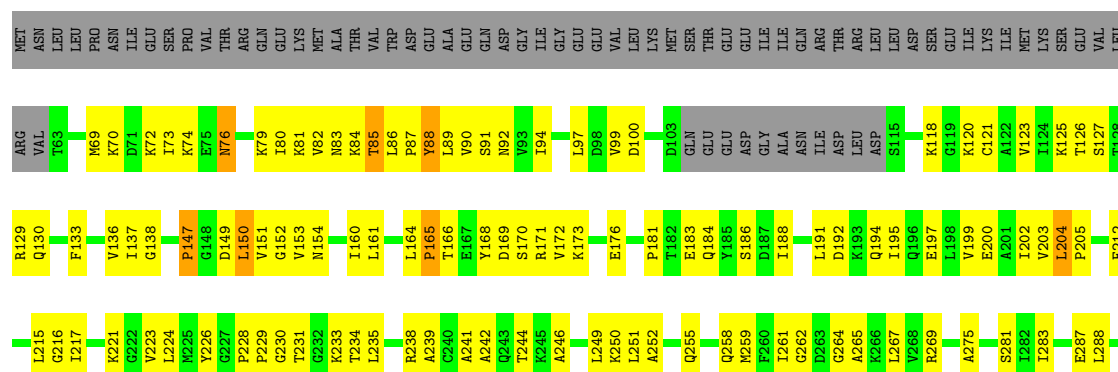 MET ASN LEU LEU PRO ASN ILE GLU SER PRO VAL THR ARG GLN GLU LYS MET ALA THR VAL TRP ASP GLU ALA GLU GLN ASP GLY ILE GLY GLU GLU VAL LEU LYS MET SER THR GLU GLU ILE ILE GLN ARG THR ARG LEU LEU ASP SER GLU ILE LYS ILE MET LYS SER GLU VAL LEU
ARG VAL T63 M69 K70 D71 K72 I73 K74 E75 N76 K79 I80 K81 V82 N83 K84 T85 L86 P87 Y88 L89 V90 S91 N92 V93 I94 L97 D98 V99 D100 D103 GLN GLU GLU ASP GLY ALA ASN ILE ASP LEU ASP S115 K118 G119 K120 C121 A122 V123 I124 K125 T126 S127 T128
R129 Q130 F133 V136 I137 G138 P147 G148 D149 L150 V151 G152 V153 N154 I160 L161 L164 P165 T166 E167 Y168 D169 S170 R171 V172 K173 E176 P181 T182 E183 Q184 Y185 S186 D187 I188 L191 D192 K193 Q194 I195 Q196 E197 L198 V199 E200 A201 I202 V203 L204 P205
L215 G216 T217 K221 G222 V223 L224 M225 Y226 G227 P228 P229 G230 T231 G232 K233 T234 L235 R238 A239 C240 A241 A242 Q243 T244 K245 A246 L249 K250 L251 A252 Q255 Q258 M259 F260 I261 G262 D263 G264 A265 K266 L267 V268 R269 A275 S281 I282 I283 E287 L288